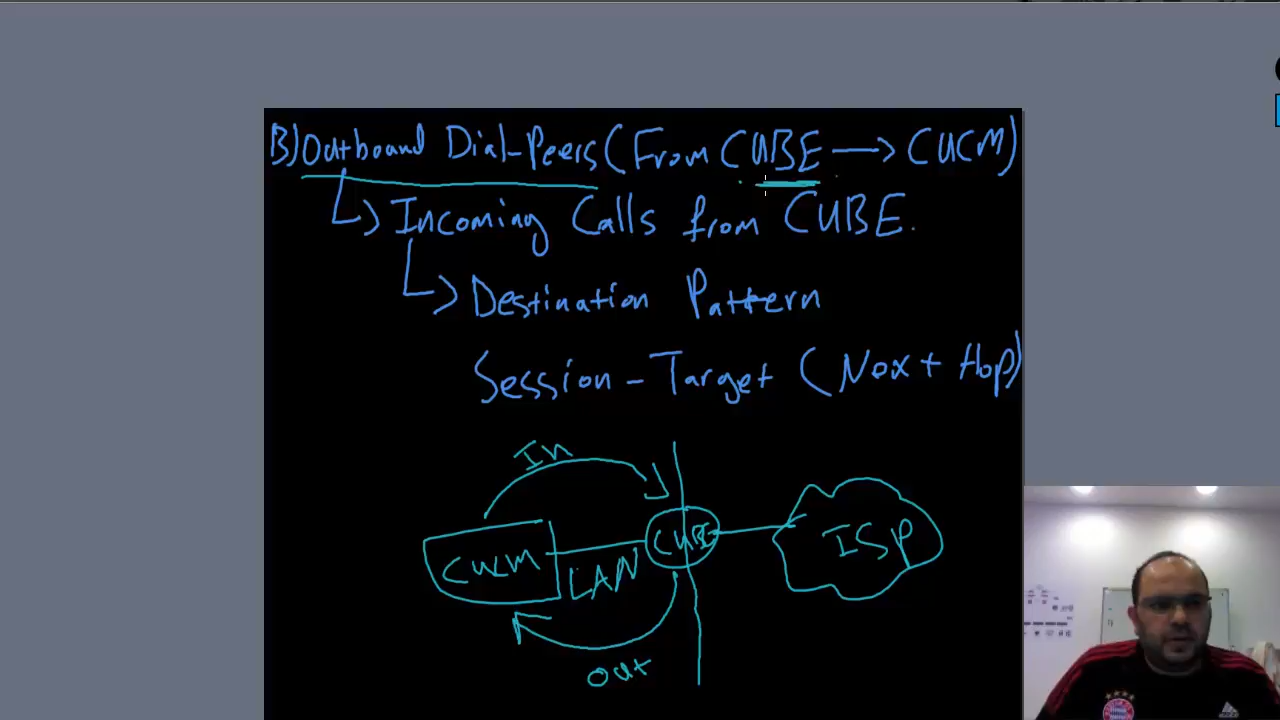 B) Outbound Dial-Peers (From CUBE → CUCM)
↳ Incoming Calls from CUBE.
↳ Destination Pattern
Session-Target (Next Hop)
In
CUCM
LAN
CUBE
ISP
Out